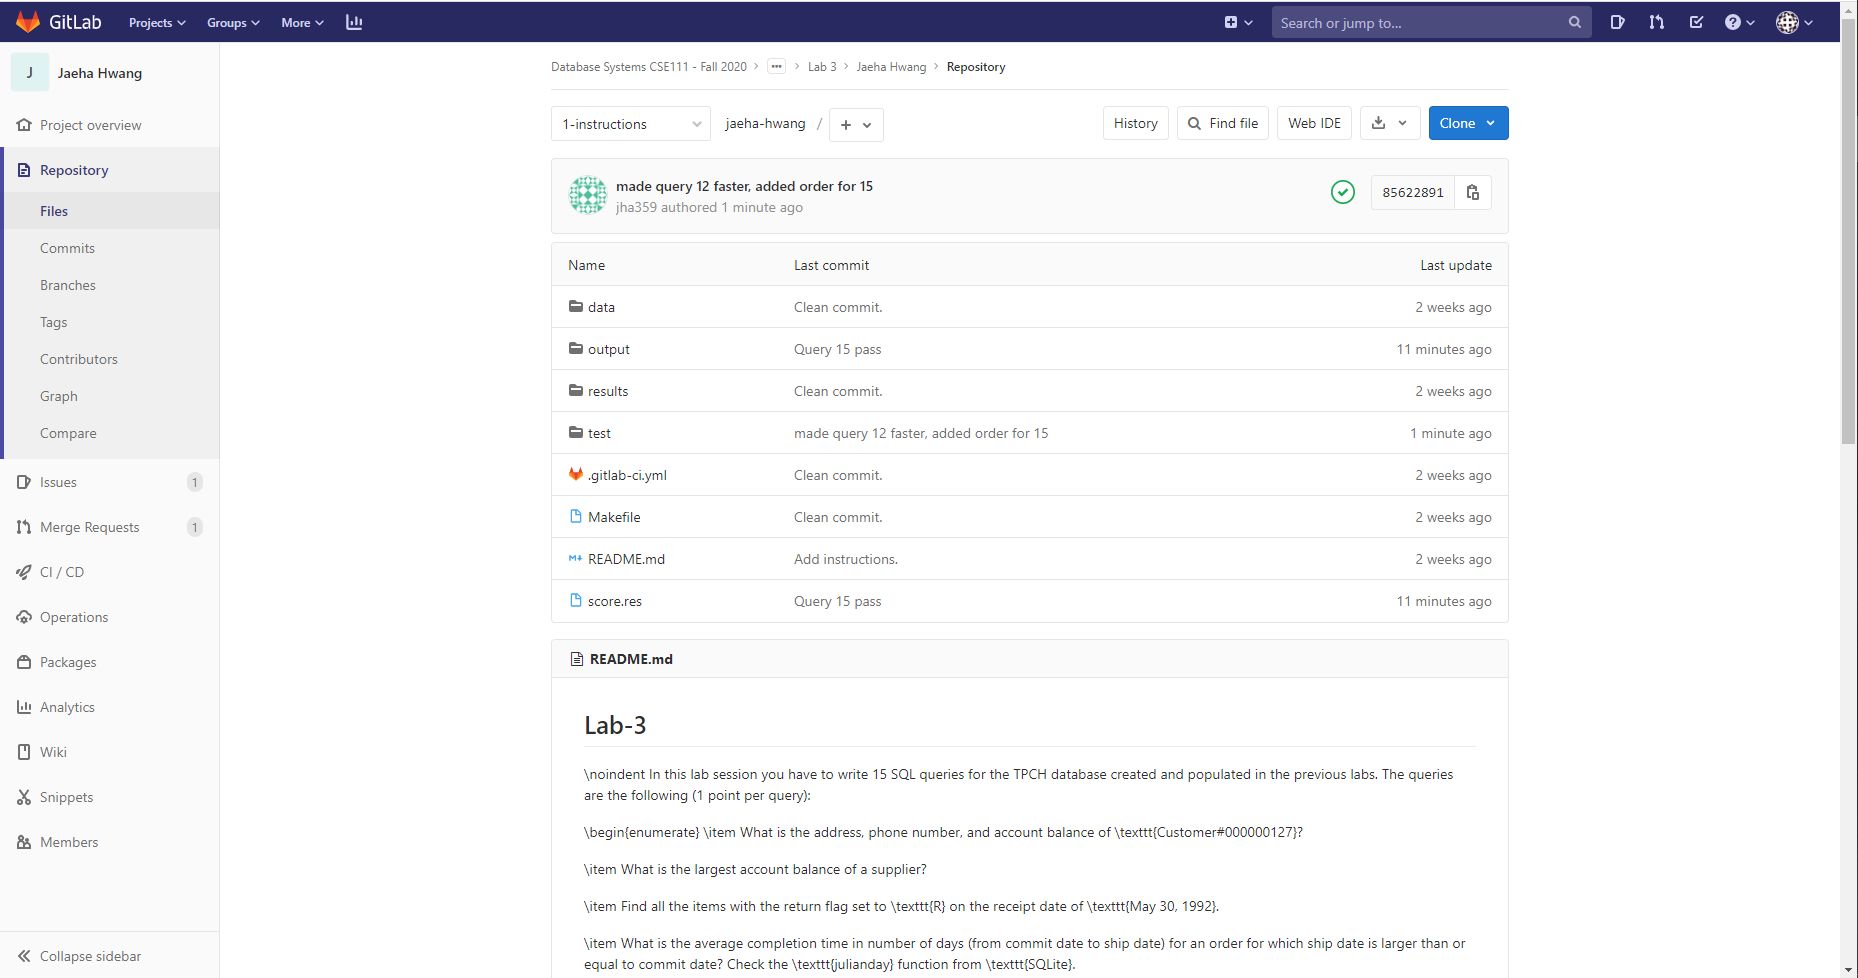 GitLab Projects Groups More Search or jump to...
J Jaeha Hwang
Project overview
Repository
Files
Commits
Branches
Tags
Contributors
Graph
Compare
Issues 1
Merge Requests 1
CI / CD
Operations
Packages
Analytics
Wiki
Snippets
Members
Collapse sidebar
Database Systems CSE111 - Fall 2020 > ... > Lab 3 > Jaeha Hwang > Repository
1-instructions jaeha-hwang / + History Find file Web IDE Clone
made query 12 faster, added order for 15
jha359 authored 1 minute ago 85622891
Name Last commit Last update
data Clean commit. 2 weeks ago
output Query 15 pass 11 minutes ago
results Clean commit. 2 weeks ago
test made query 12 faster, added order for 15 1 minute ago
.gitlab-ci.yml Clean commit. 2 weeks ago
Makefile Clean commit. 2 weeks ago
README.md Add instructions. 2 weeks ago
score.res Query 15 pass 11 minutes ago
README.md
Lab-3
\noindent In this lab session you have to write 15 SQL queries for the TPCH database created and populated in the previous labs. The queries
are the following (1 point per query):
\begin{enumerate} \item What is the address, phone number, and account balance of \texttt{Customer#000000127}?
\item What is the largest account balance of a supplier?
\item Find all the items with the return flag set to \texttt{R} on the receipt date of \texttt{May 30, 1992}.
\item What is the average completion time in number of days (from commit date to ship date) for an order for which ship date is larger than or
equal to commit date? Check the \texttt{julianday} function from \texttt{SQLite}.